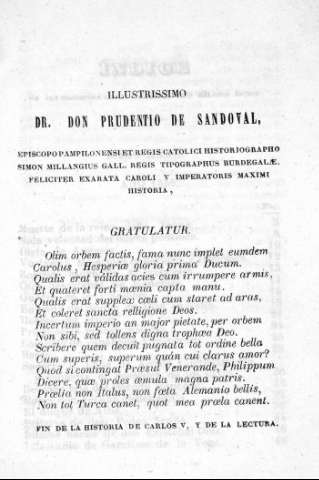 ILLUSTRISSIMO
DR. DON PRUDENTIO DE SANDOVAL,
EPISCOPO PAMPILONENSI ET REGIS CATOLICI HISTORIOGRAPHO
SIMON MILLANGIUS GALL. REGIS TIPOGRAPHUS BURDEGALÆ.
FELICITER EXARATA CAROLI V IMPERATORIS MAXIMI
HISTORIA,
GRATULATUR.
Olim orbem factis, fama nunc implet eumdem
Carolus, Hesperiæ gloria prima Ducum.
Qualis erat válidas acies cum irrumpere armis,
Et quateret forti mœnia capta manu.
Qualis erat supplex cœli cum staret ad aras,
Et coleret sancta relligione Deos.
Incertum imperio an major pietate, per orbem
Non sibi, sed tollens digna trophæa Deo.
Scribere quem decuit pugnata tot ordine bella
Cum superis, superum quàm cui clarus amor?
Quod si contingat Præsul Venerande, Philippum
Dicere, quæ proles æmula magna patris.
Prælia non Italus, non fœta Alemania bellis,
Non tot Turca canet, quot mea præla canent.
FIN DE LA HISTORIA DE CARLOS V, Y DE LA LECTURA.